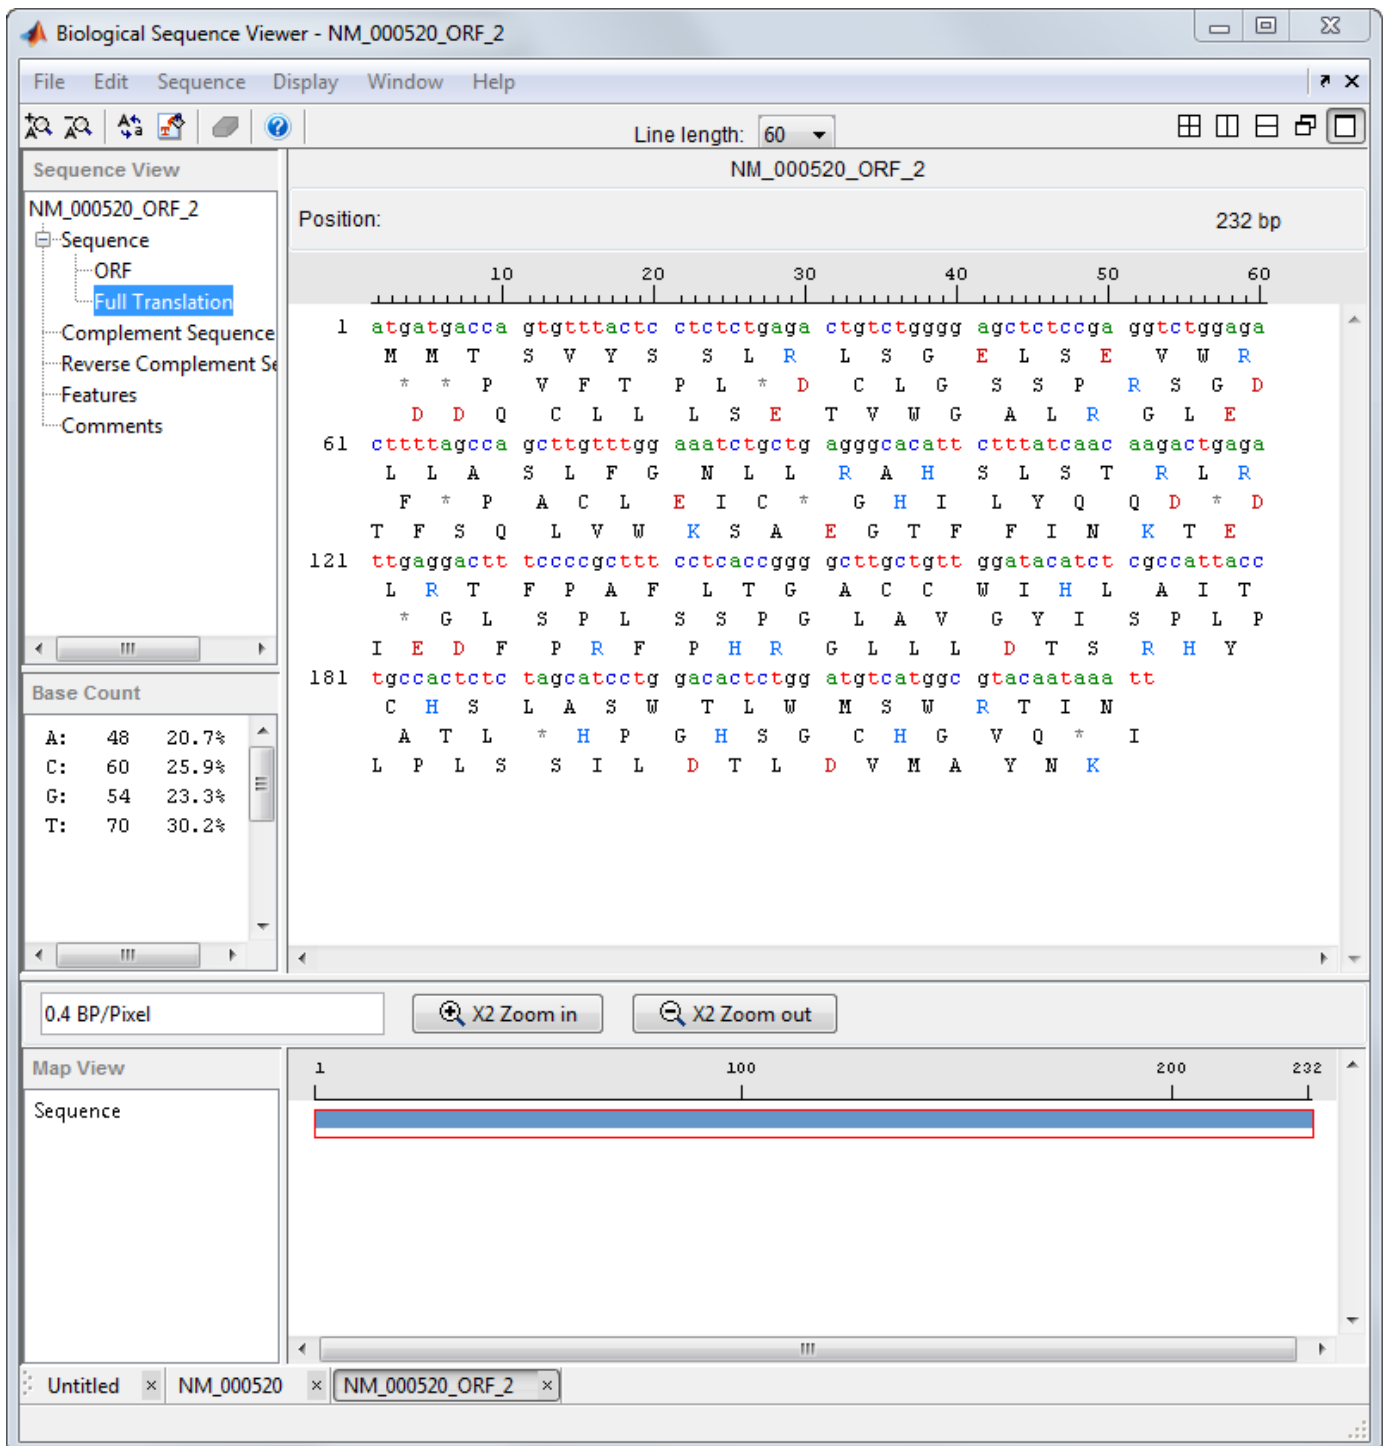 Biological Sequence Viewer - NM_000520_ORF_2
File Edit Sequence Display Window Help
Line length: 60
Sequence View
NM_000520_ORF_2
Sequence
ORF
Full Translation
Complement Sequence
Reverse Complement Se
Features
Comments
Base Count
A: 48 20.7%
C: 60 25.9%
G: 54 23.3%
T: 70 30.2%
NM_000520_ORF_2
Position: 232 bp
10 20 30 40 50 60
1 atgatgacca gtgtttactc ctctctgaga ctgtctgggg agctctccga ggtctggaga
M M T S V Y S S L R L S G E L S E V W R
* * P V F T P L * D C L G S S P R S G D
D D Q C L L L S E T V W G A L R G L E
61 cttttagcca gcttgtttgg aaatctgctg agggcacatt ctttatcaac aagactgaga
L L A S L F G N L L R A H S L S T R L R
F * P A C L E I C * G H I L Y Q Q D * D
T F S Q L V W K S A E G T F F I N K T E
121 ttgaggactt tccccgcttt cctcaccggg gcttgctgtt ggatacatct cgccattacc
L R T F P A F L T G A C C W I H L A I T
* G L S P L S S P G L A V G Y I S P L P
I E D F P R F P H R G L L L D T S R H Y
181 tgccactctc tagcatcctg gacactctgg atgtcatggc gtacaataaa tt
C H S L A S W T L W M S W R T I N
A T L * H P G H S G C H G V Q * I
L P L S S I L D T L D V M A Y N K
0.4 BP/Pixel X2 Zoom in X2 Zoom out
Map View
Sequence
1 100 200 232
Untitled NM_000520 NM_000520_ORF_2